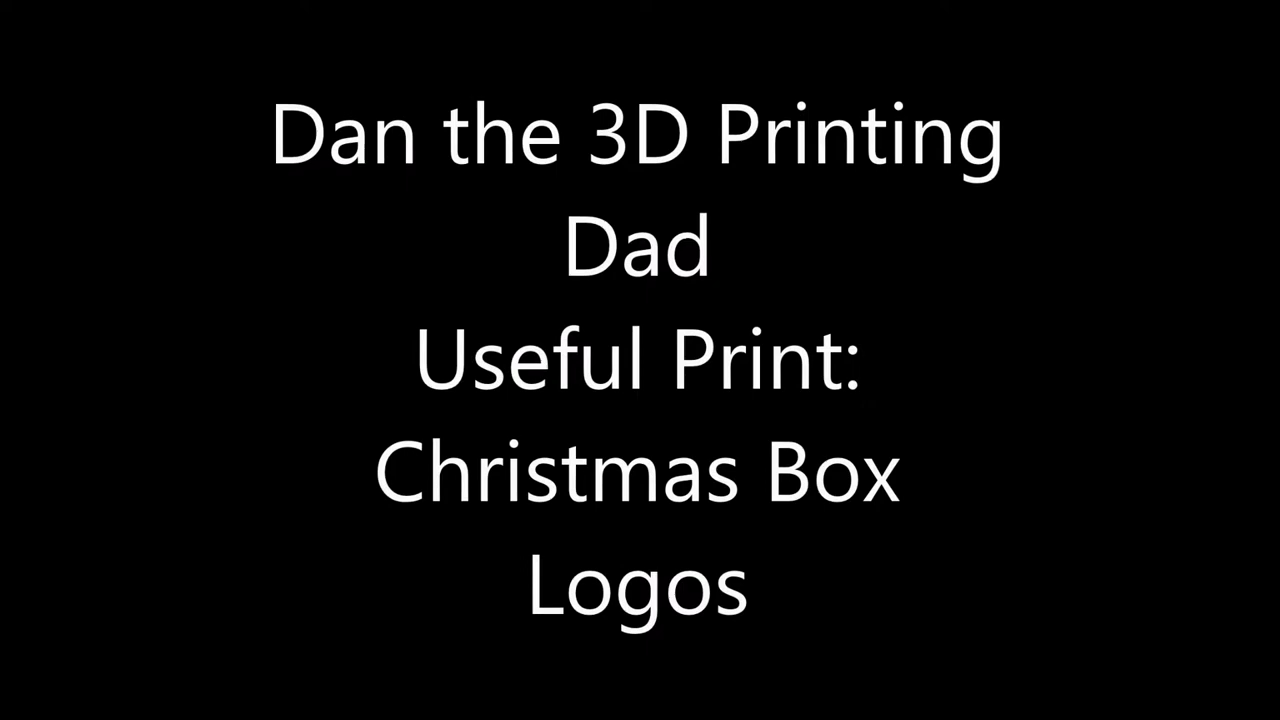 Dan the 3D Printing
Dad
Useful Print:
Christmas Box
Logos